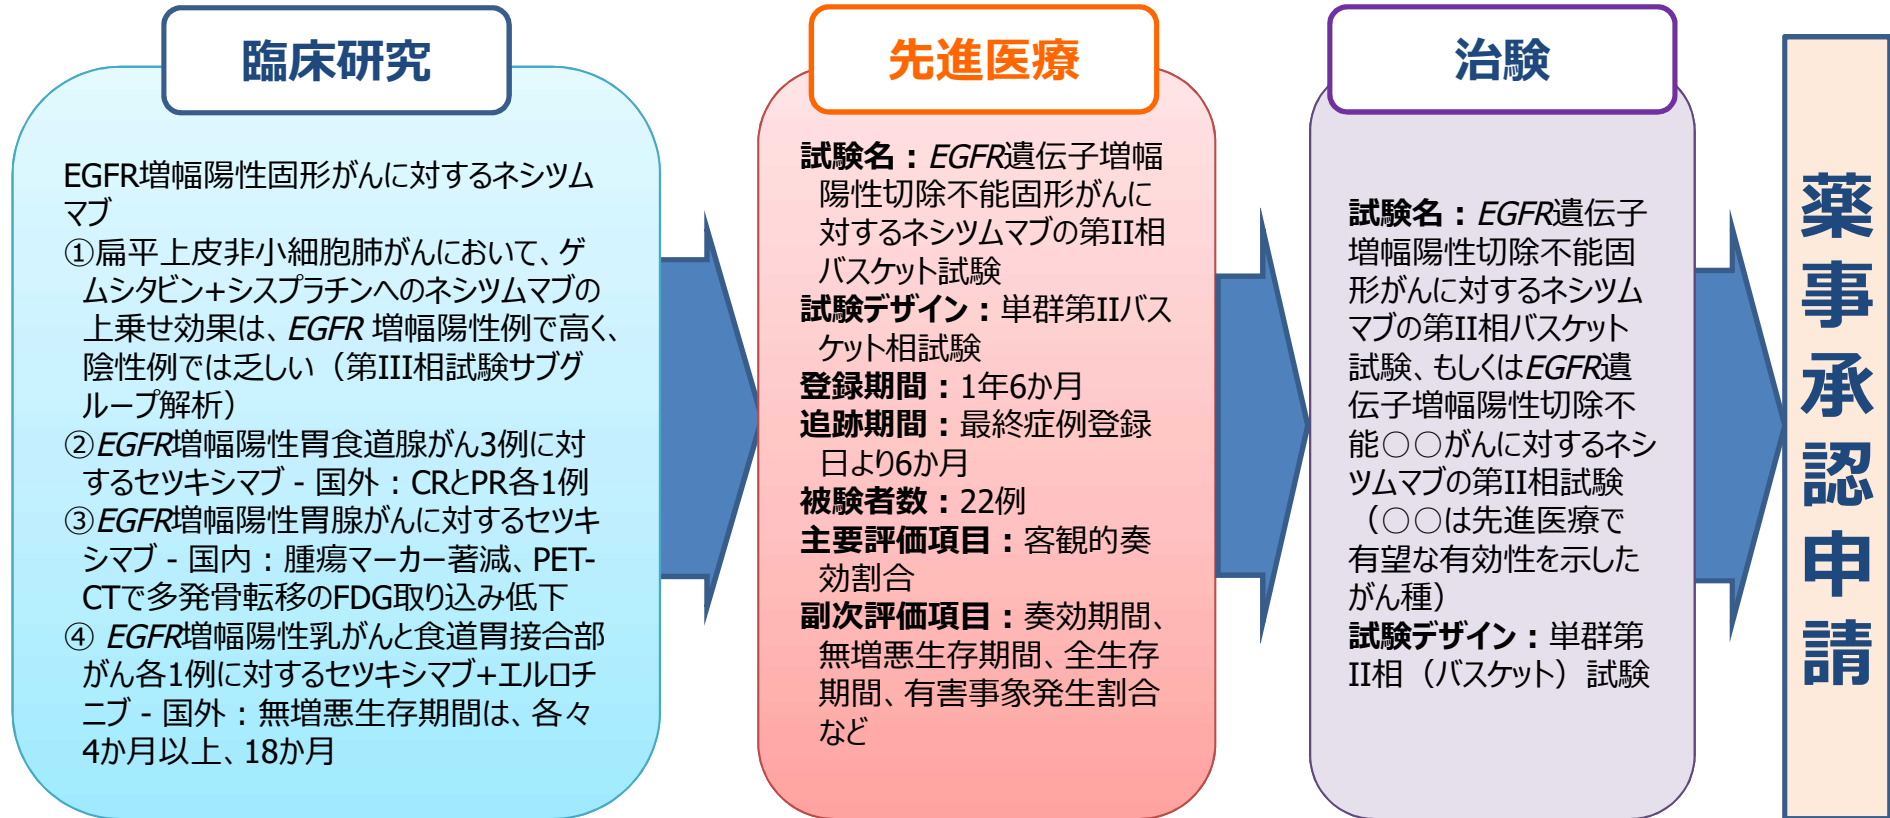 臨床研究
EGFR増幅陽性固形がんに対するネシツム
マブ
①扁平上皮非小細胞肺がんにおいて、ゲ
ムシタビン+シスプラチンへのネシツムマブの
上乗せ効果は、EGFR 増幅陽性例で高く、
陰性例では乏しい（第III相試験サブグ
ループ解析）
②EGFR増幅陽性胃食道腺がん3例に対
するセツキシマブ - 国外：CRとPR各1例
③EGFR増幅陽性胃腺がんに対するセツキ
シマブ - 国内：腫瘍マーカー著減、PET-
CTで多発骨転移のFDG取り込み低下
④ EGFR増幅陽性乳がんと食道胃接合部
がん各1例に対するセツキシマブ+エルロチ
ニブ - 国外：無増悪生存期間は、各々
4か月以上、18か月
先進医療
試験名：EGFR遺伝子増幅
陽性切除不能固形がんに
対するネシツムマブの第II相
バスケット試験
試験デザイン：単群第IIバス
ケット相試験
登録期間：1年6か月
追跡期間：最終症例登録
日より6か月
被験者数：22例
主要評価項目：客観的奏
効割合
副次評価項目：奏効期間、
無増悪生存期間、全生存
期間、有害事象発生割合
など
治験
試験名：EGFR遺伝子
増幅陽性切除不能固
形がんに対するネシツム
マブの第II相バスケット
試験、もしくはEGFR遺
伝子増幅陽性切除不
能○○がんに対するネシ
ツムマブの第II相試験
（○○は先進医療で
有望な有効性を示した
がん種）
試験デザイン：単群第
II相（バスケット）試験
薬事承認申請